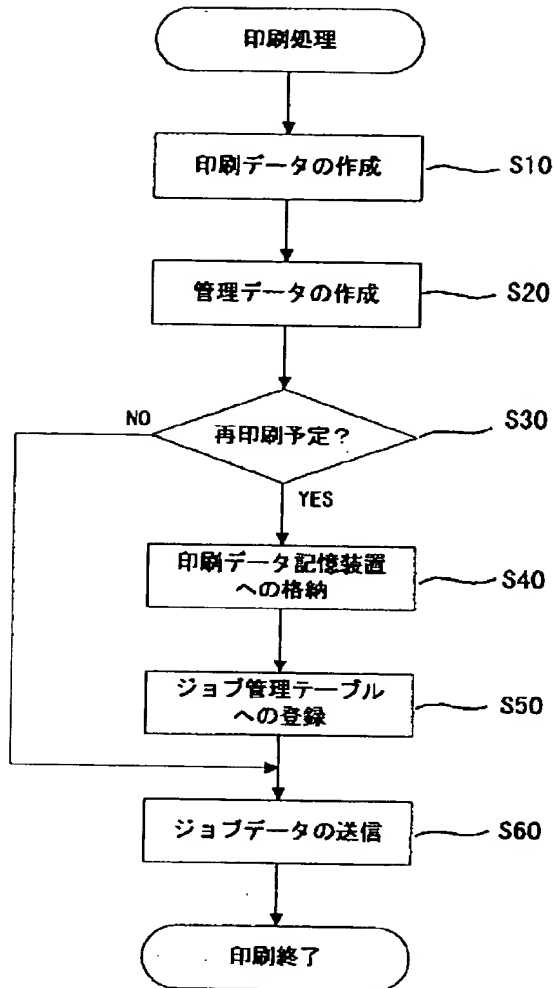 印刷処理
印刷データの作成
S10
管理データの作成
S20
再印刷予定?
S30
NO
YES
印刷データ記憶装置
への格納
S40
ジョブ管理テーブル
への登録
S50
ジョブデータの送信
S60
印刷終了